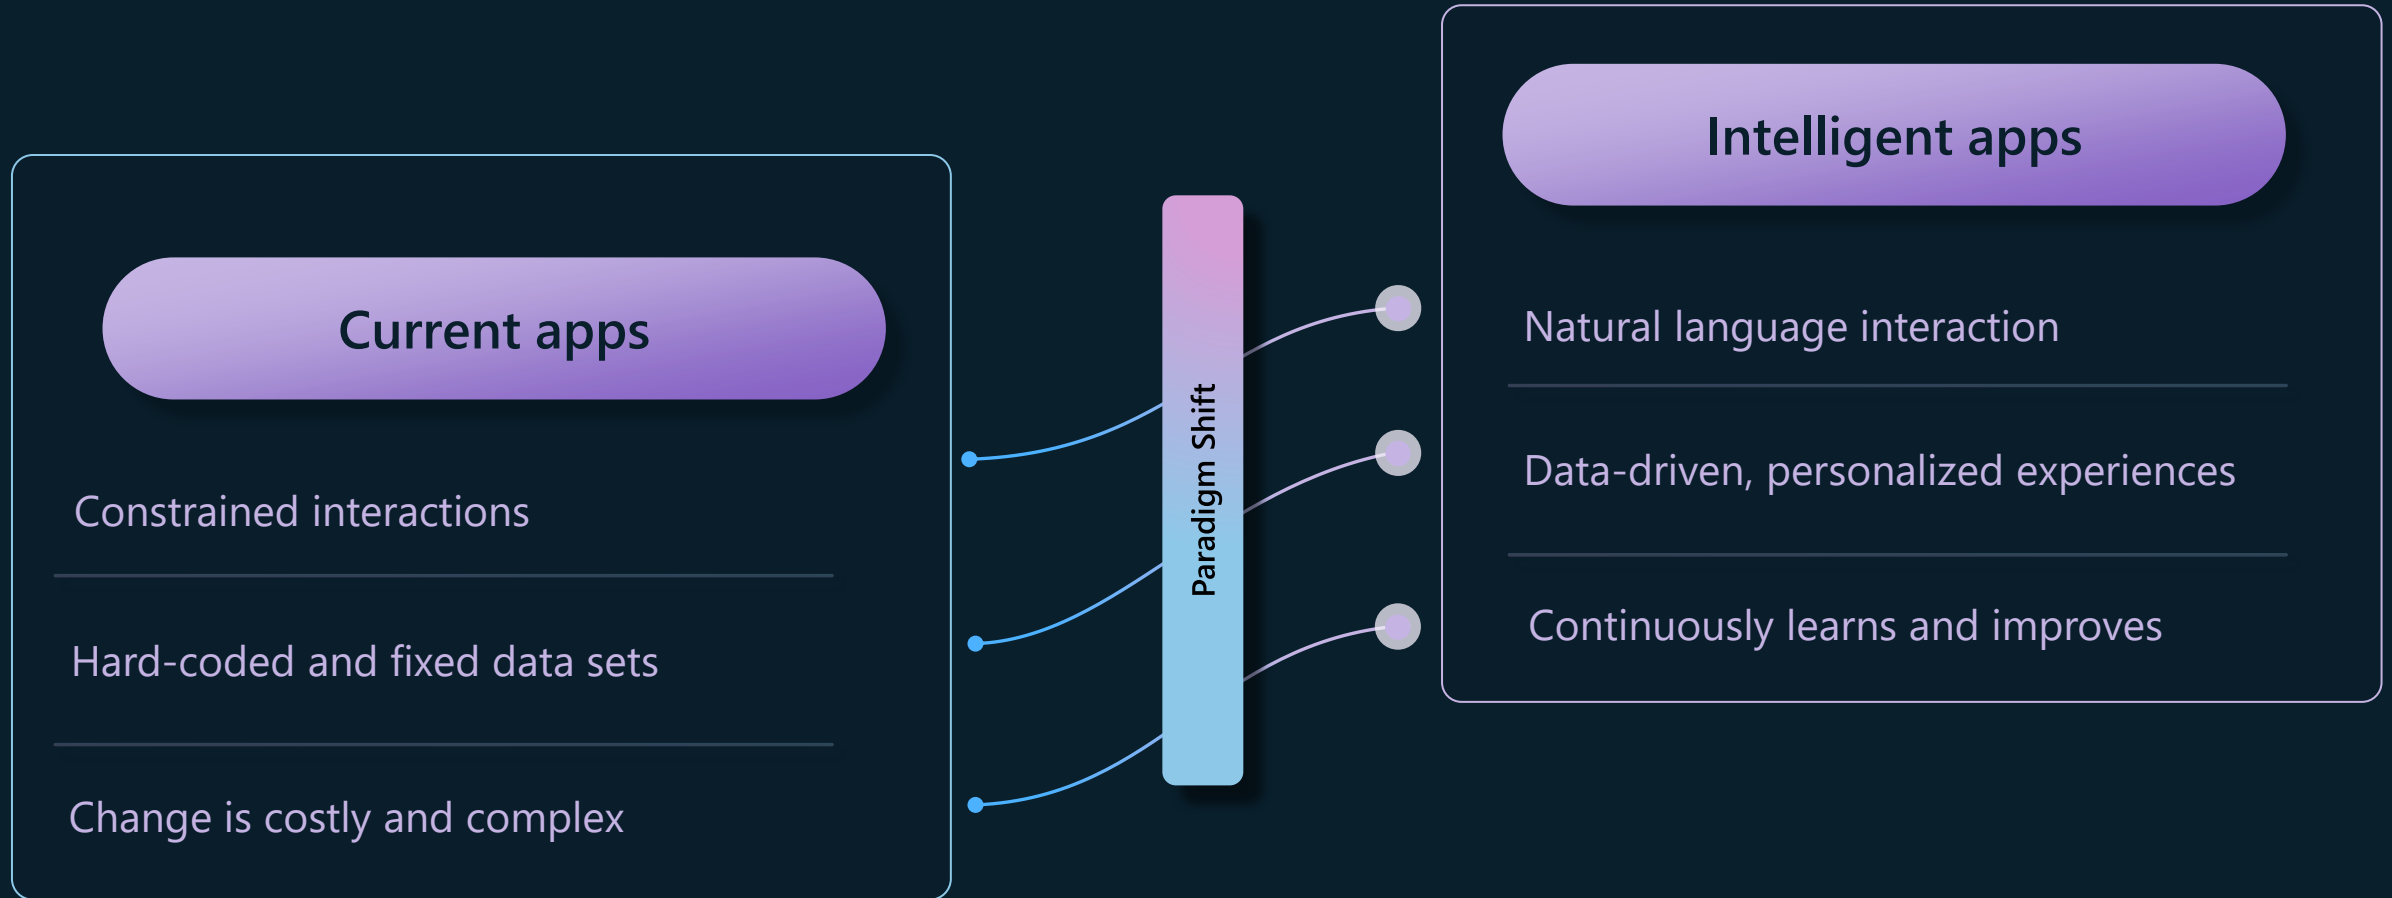 Current apps
Constrained interactions
Hard-coded and fixed data sets
Change is costly and complex
Paradigm Shift
Intelligent apps
Natural language interaction
Data-driven, personalized experiences
Continuously learns and improves